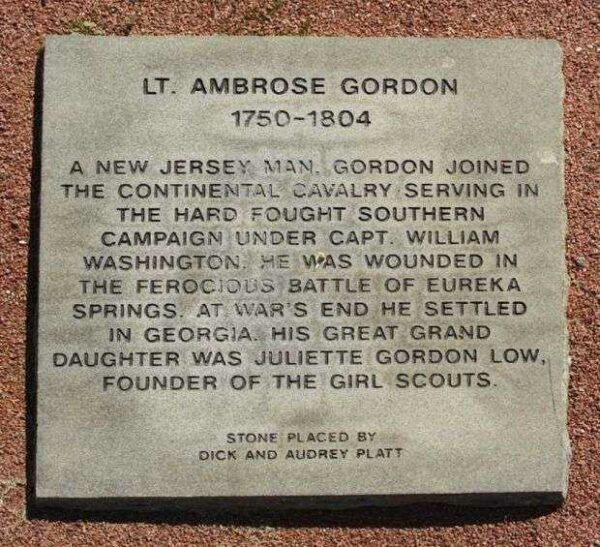 LT. AMBROSE GORDON
1750-1804
A NEW JERSEY MAN. GORDON JOINED
THE CONTINENTAL CAVALRY SERVING IN
THE HARD FOUGHT SOUTHERN
CAMPAIGN UNDER CAPT. WILLIAM
WASHINGTON. HE WAS WOUNDED IN
THE FEROCIOUS BATTLE OF EUREKA
SPRINGS. AT WAR'S END HE SETTLED
IN GEORGIA. HIS GREAT GRAND
DAUGHTER WAS JULIETTE GORDON LOW,
FOUNDER OF THE GIRL SCOUTS.
STONE PLACED BY
DICK AND AUDREY PLATT